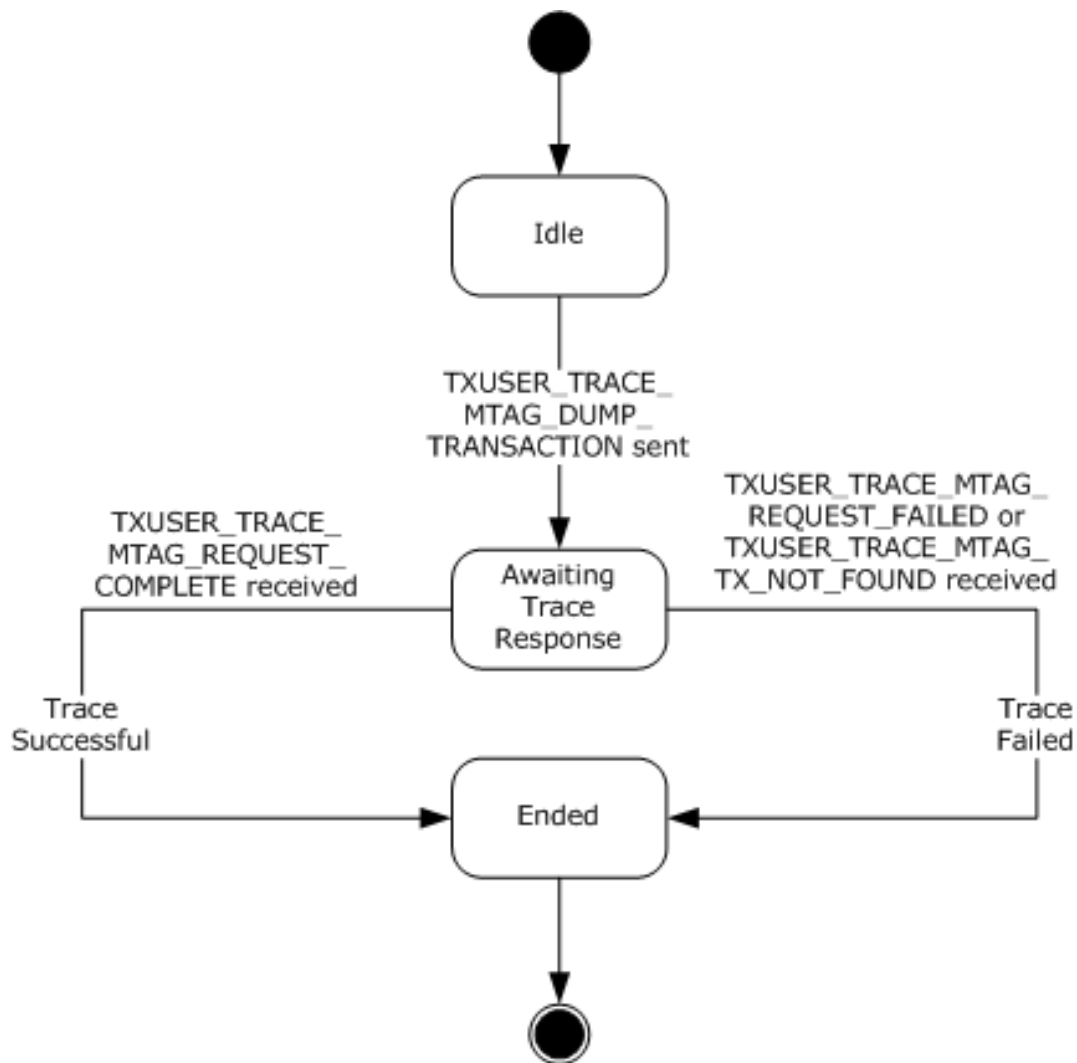 Idle
TXUSER_TRACE_
MTAG_DUMP_
TRANSACTION sent
TXUSER_TRACE_
MTAG_REQUEST_
COMPLETE received
TXUSER_TRACE_MTAG_
REQUEST_FAILED or
TXUSER_TRACE_MTAG_
TX_NOT_FOUND received
Awaiting
Trace
Response
Trace
Successful
Trace
Failed
Ended